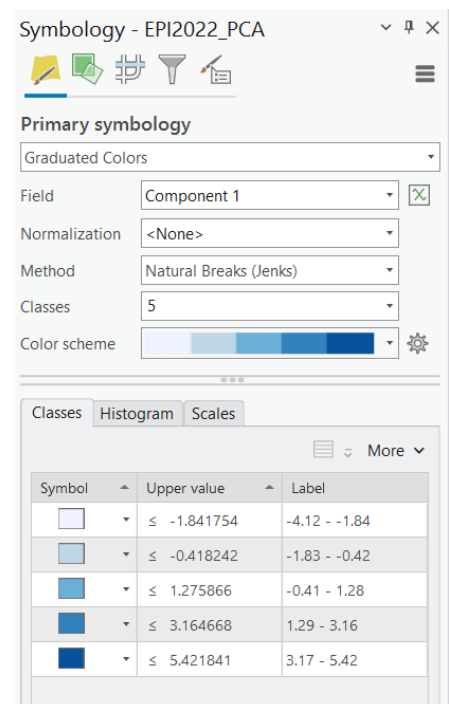 Symbology - EPI2022_PCA
Primary symbology
Graduated Colors
Field Component 1
Normalization <None>
Method Natural Breaks (Jenks)
Classes 5
Color scheme
Classes Histogram Scales
More
Symbol Upper value Label
≤ -1.841754 -4.12 - -1.84
≤ -0.418242 -1.83 - -0.42
≤ 1.275866 -0.41 - 1.28
≤ 3.164668 1.29 - 3.16
≤ 5.421841 3.17 - 5.42